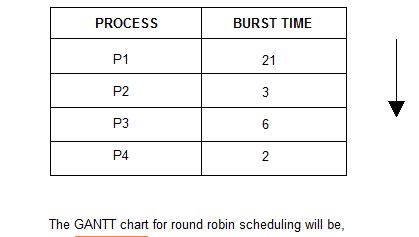 PROCESS BURST TIME
P1 21
P2 3
P3 6
P4 2
The GANTT chart for round robin scheduling will be,